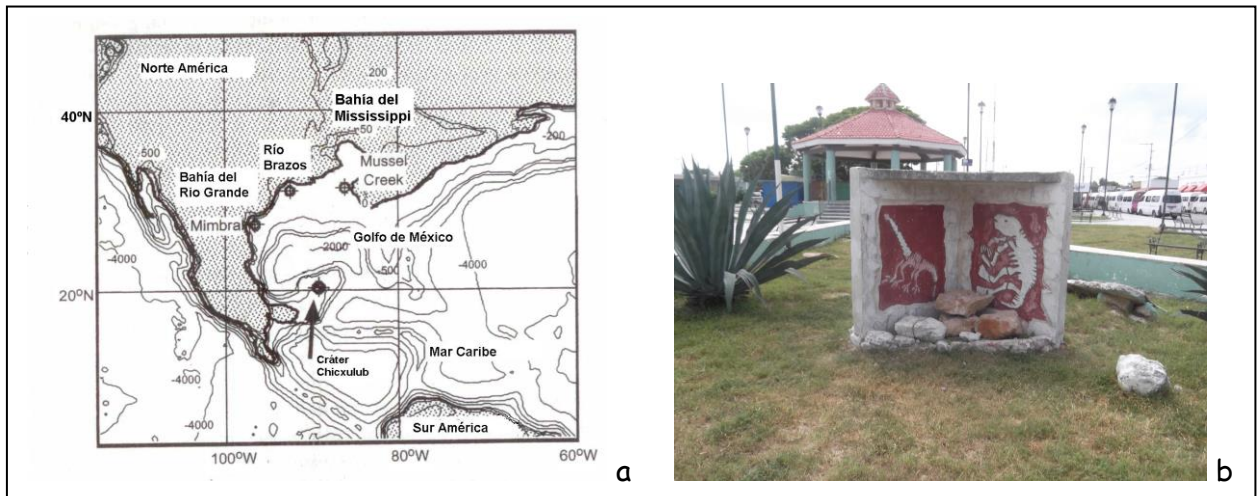 Norte América
200
40ºN
Bahía del
Mississippi
50
-200
500
Río
Brazos
Mussel
Creek
Bahía del
Rio Grande
Mimbral
Golfo de México
-2000
-500
-4000
-4000
20ºN
Cráter
Chicxulub
Mar Caribe
-4000
-4000
Sur América
100ºW
80ºW
60ºW
a
b